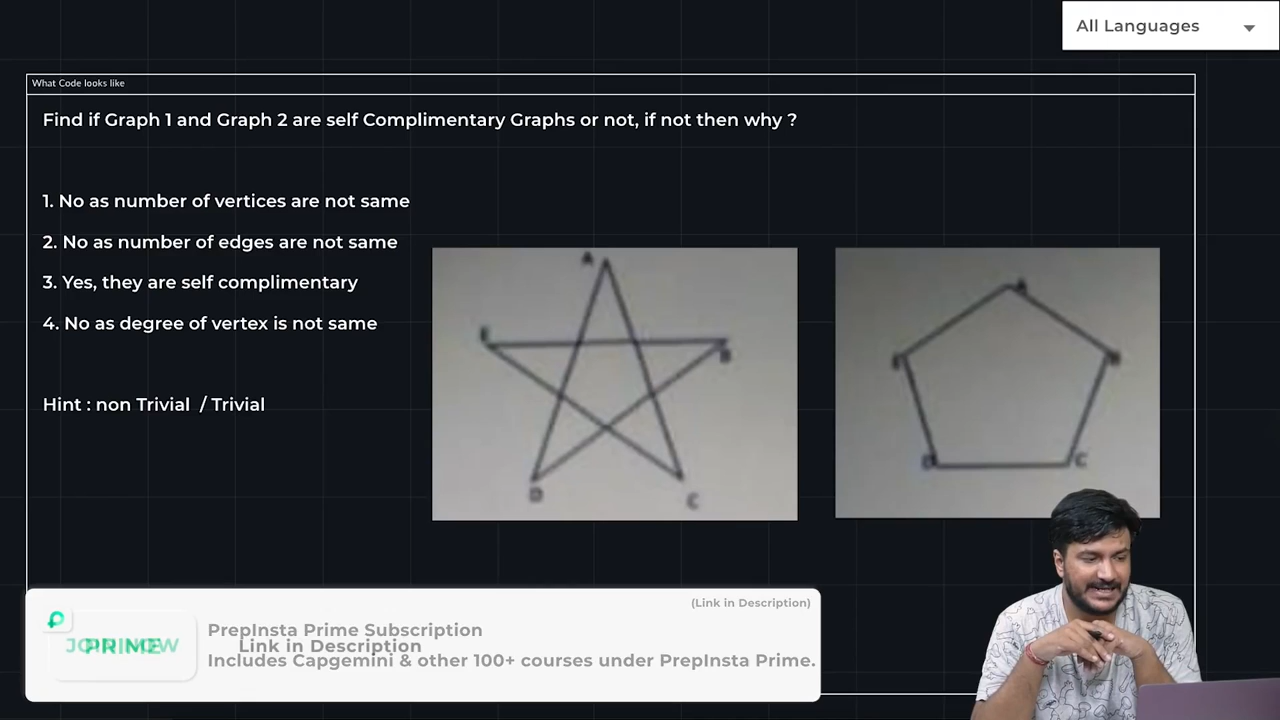 All Languages
What Code looks like
Find if Graph 1 and Graph 2 are self Complimentary Graphs or not, if not then why ?
1. No as number of vertices are not same
2. No as number of edges are not same
3. Yes, they are self complimentary
4. No as degree of vertex is not same
Hint : non Trivial / Trivial
A
E
B
D
C
A
E
B
D
C
(Link in Description)
PrepInsta Prime Subscription
JOIN NOW
PRIME
Link in Description
Includes Capgemini & other 100+ courses under PrepInsta Prime.